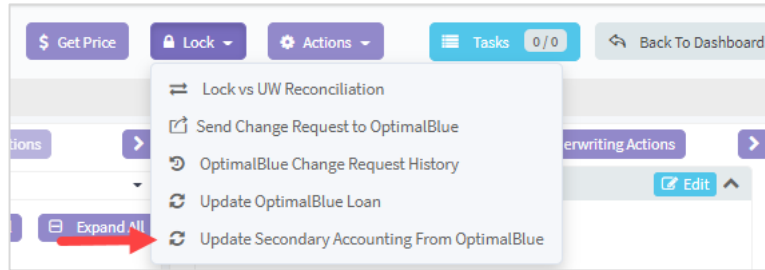 $ Get Price
Lock
Actions
Tasks 0/0
Back To Dashboard
Lock vs UW Reconciliation
Send Change Request to OptimalBlue
OptimalBlue Change Request History
Update OptimalBlue Loan
Update Secondary Accounting From OptimalBlue
tions
erwriting Actions
Edit
Expand All